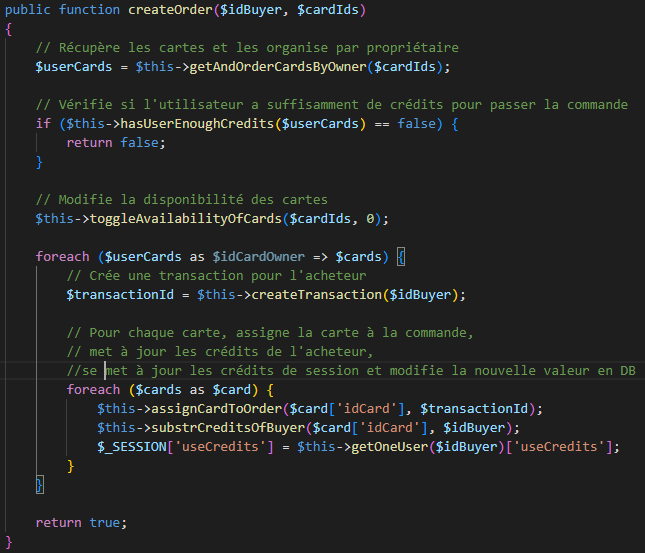 public function createOrder($idBuyer, $cardIds)
{
    // Récupère les cartes et les organise par propriétaire
    $userCards = $this->getAndOrderCardsByOwner($cardIds);

    // Vérifie si l'utilisateur a suffisamment de crédits pour passer la commande
    if ($this->hasUserEnoughCredits($userCards) == false) {
        return false;
    }

    // Modifie la disponibilité des cartes
    $this->toggleAvailabilityOfCards($cardIds, 0);

    foreach ($userCards as $idCardOwner => $cards) {
        // Crée une transaction pour l'acheteur
        $transactionId = $this->createTransaction($idBuyer);

        // Pour chaque carte, assigne la carte à la commande,
        // met à jour les crédits de l'acheteur,
        //se met à jour les crédits de session et modifie la nouvelle valeur en DB
        foreach ($cards as $card) {
            $this->assignCardToOrder($card['idCard'], $transactionId);
            $this->substrCreditsOfBuyer($card['idCard'], $idBuyer);
            $_SESSION['useCredits'] = $this->getOneUser($idBuyer)['useCredits'];
        }
    }

    return true;
}